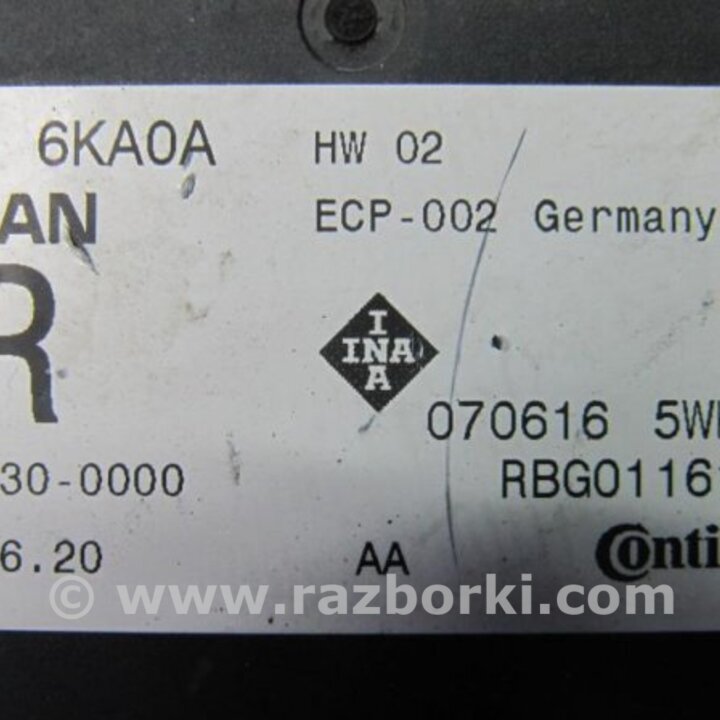 6KA0A HW 02
AN ECP-002 Germany
R
I
INA
A
070616 5W
30-0000 RBG0116
6.20 AA Conti
© www.razborki.com